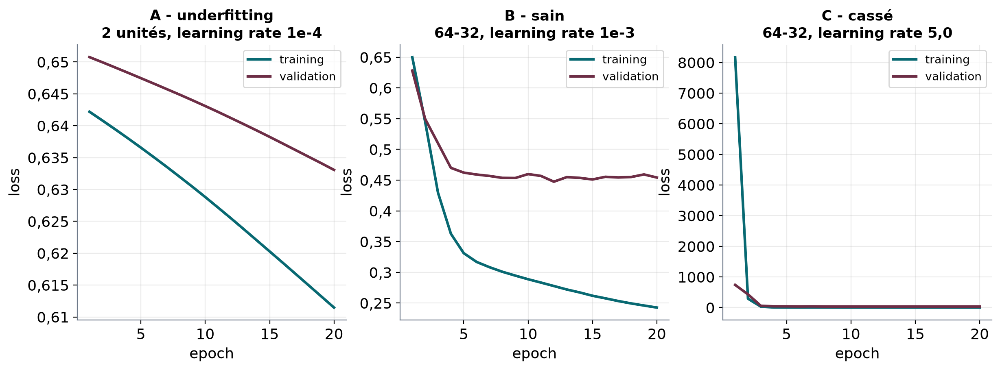 A - underfitting
2 unités, learning rate 1e-4
training
validation
0,65
0,645
0,64
0,635
0,63
0,625
0,62
0,615
0,61
loss
5 10 15 20
epoch
B - sain
64-32, learning rate 1e-3
training
validation
0,65
0,6
0,55
0,5
0,45
0,4
0,35
0,3
0,25
loss
5 10 15 20
epoch
C - cassé
64-32, learning rate 5,0
training
validation
8000
7000
6000
5000
4000
3000
2000
1000
0
loss
5 10 15 20
epoch